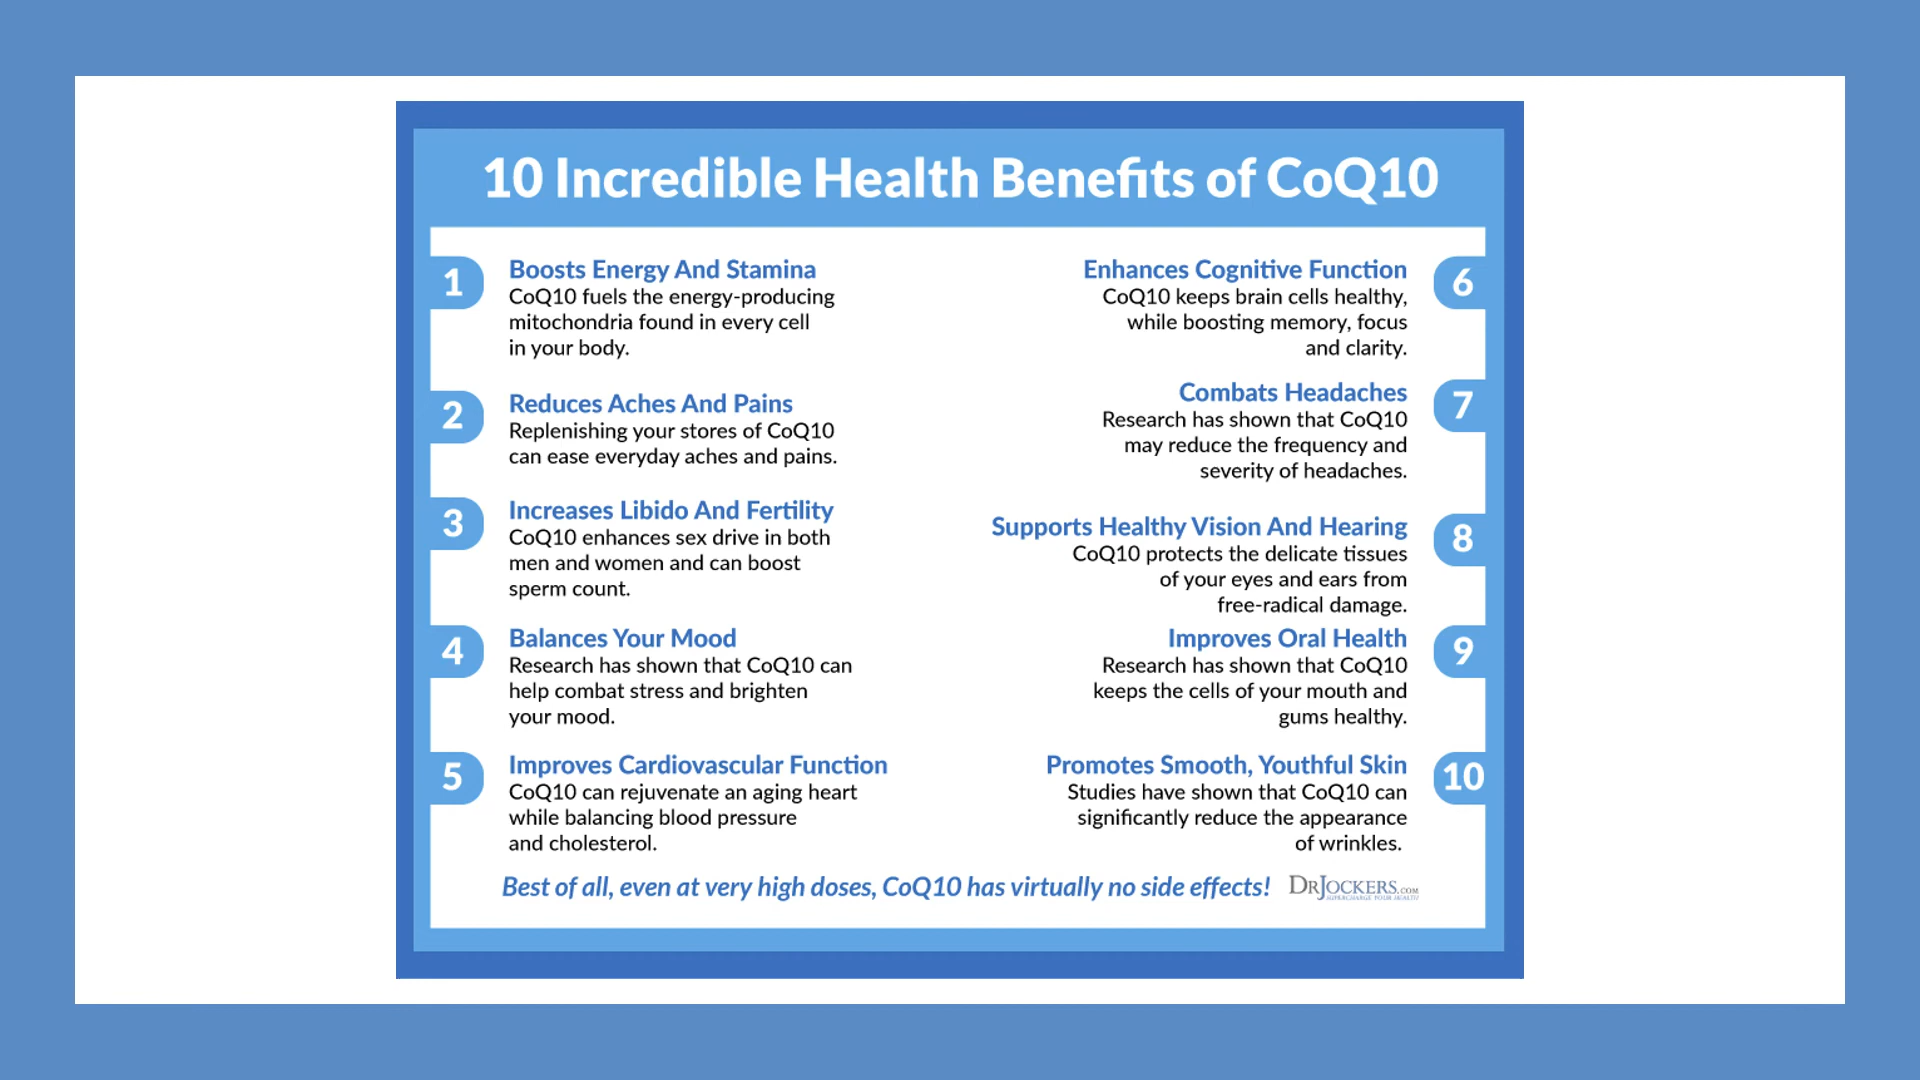 10 Incredible Health Benefits of CoQ10
1
Boosts Energy And Stamina
CoQ10 fuels the energy-producing
mitochondria found in every cell
in your body.
2
Reduces Aches And Pains
Replenishing your stores of CoQ10
can ease everyday aches and pains.
3
Increases Libido And Fertility
CoQ10 enhances sex drive in both
men and women and can boost
sperm count.
4
Balances Your Mood
Research has shown that CoQ10 can
help combat stress and brighten
your mood.
5
Improves Cardiovascular Function
CoQ10 can rejuvenate an aging heart
while balancing blood pressure
and cholesterol.
6
Enhances Cognitive Function
CoQ10 keeps brain cells healthy,
while boosting memory, focus
and clarity.
7
Combats Headaches
Research has shown that CoQ10
may reduce the frequency and
severity of headaches.
8
Supports Healthy Vision And Hearing
CoQ10 protects the delicate tissues
of your eyes and ears from
free-radical damage.
9
Improves Oral Health
Research has shown that CoQ10
keeps the cells of your mouth and
gums healthy.
10
Promotes Smooth, Youthful Skin
Studies have shown that CoQ10 can
significantly reduce the appearance
of wrinkles.
Best of all, even at very high doses, CoQ10 has virtually no side effects!
DRJOCKERS.COM
SUPERCHARGE YOUR HEALTH